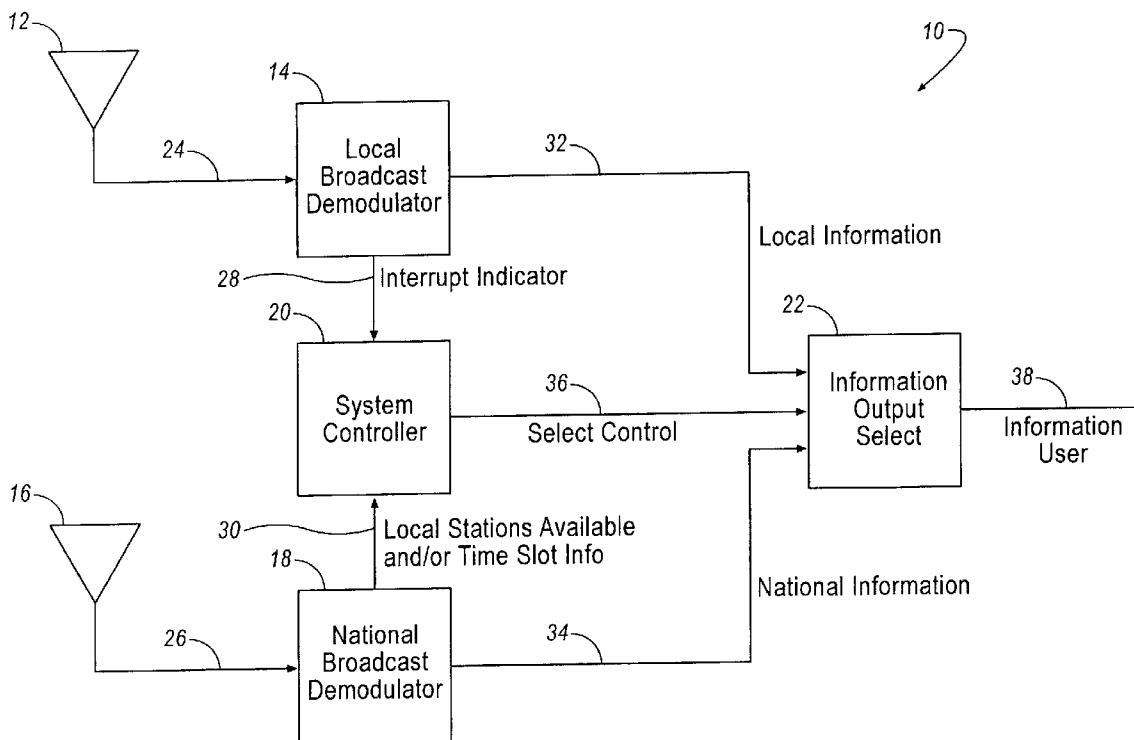 12
10
14
24
Local
Broadcast
Demodulator
32
Local Information
28
Interrupt Indicator
20
22
System
Controller
36
Select Control
Information
Output
Select
38
Information
User
16
30
Local Stations Available
and/or Time Slot Info
18
National Information
26
National
Broadcast
Demodulator
34